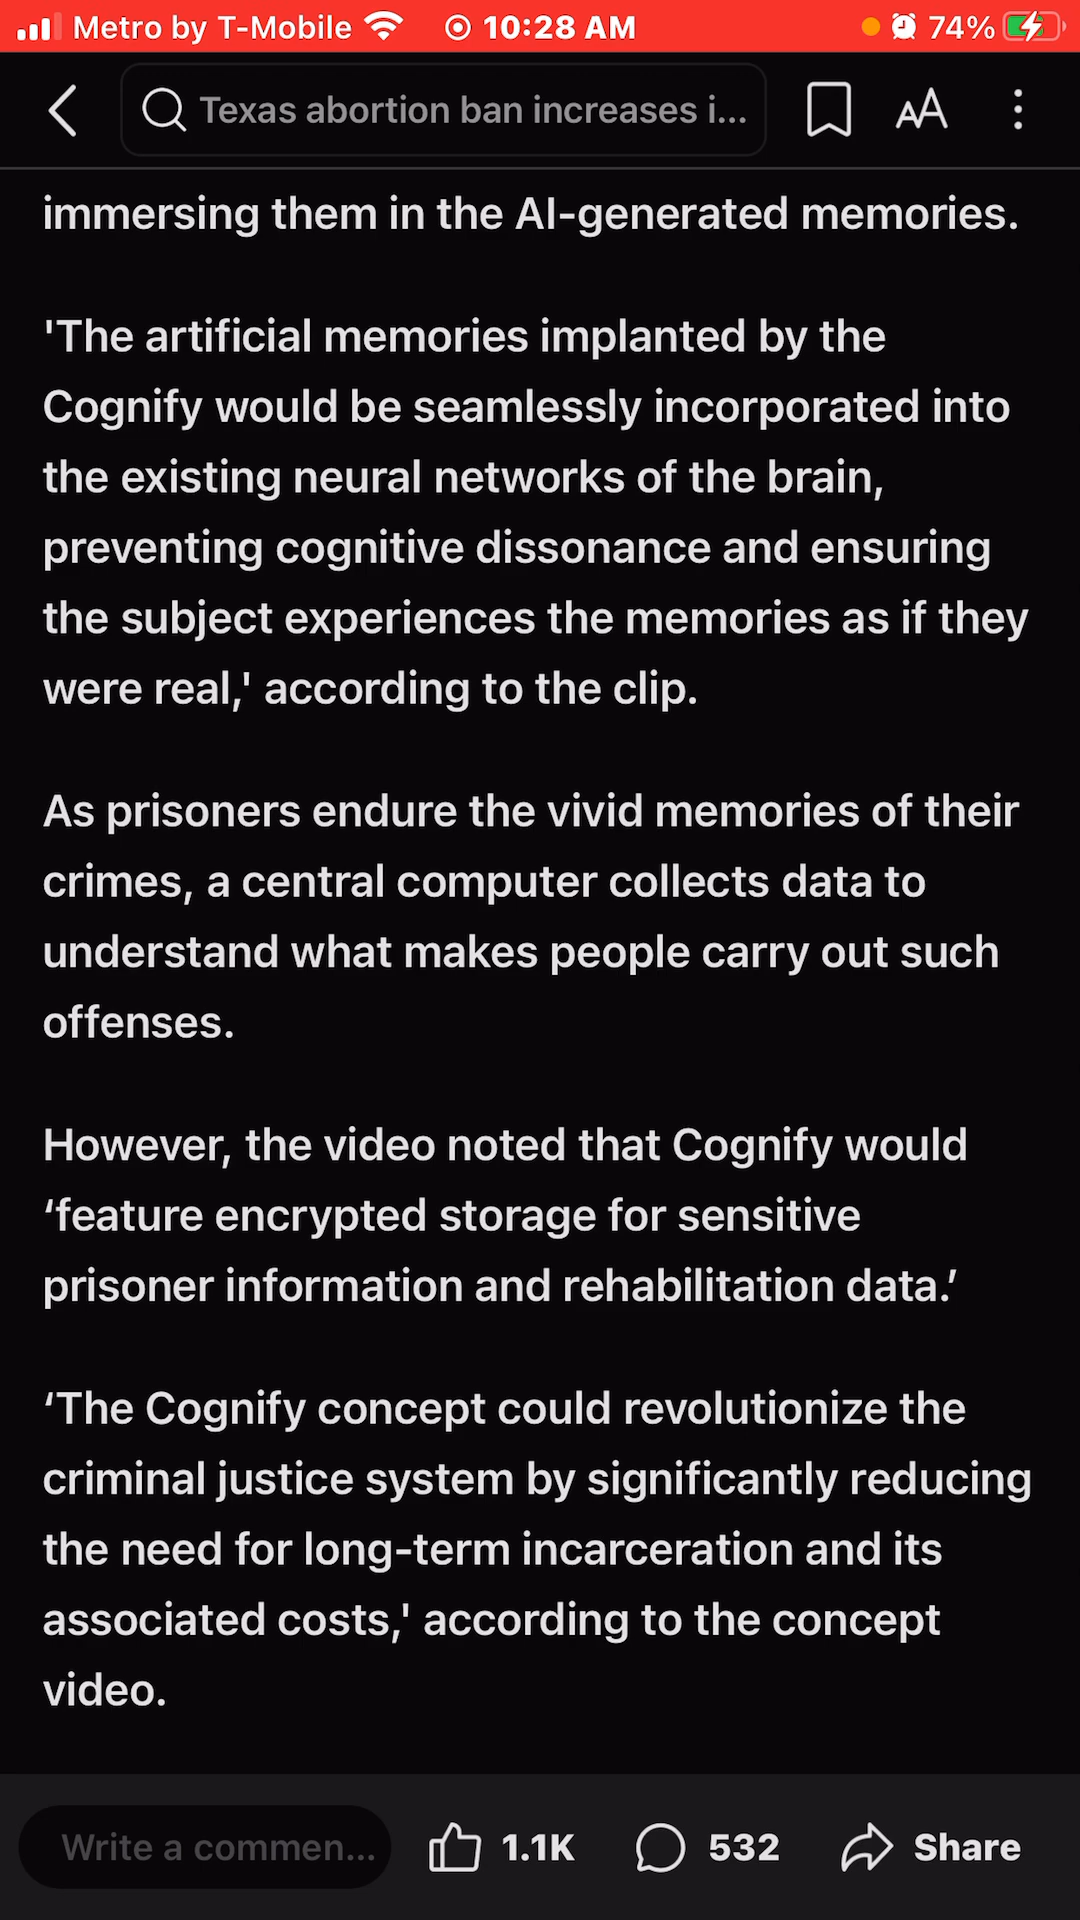 Metro by T-Mobile 10:28 AM 74%
Texas abortion ban increases i... AA
immersing them in the AI-generated memories.
'The artificial memories implanted by the
Cognify would be seamlessly incorporated into
the existing neural networks of the brain,
preventing cognitive dissonance and ensuring
the subject experiences the memories as if they
were real,' according to the clip.
As prisoners endure the vivid memories of their
crimes, a central computer collects data to
understand what makes people carry out such
offenses.
However, the video noted that Cognify would
‘feature encrypted storage for sensitive
prisoner information and rehabilitation data.’
‘The Cognify concept could revolutionize the
criminal justice system by significantly reducing
the need for long-term incarceration and its
associated costs,' according to the concept
video.
Write a commen... 1.1K 532 Share